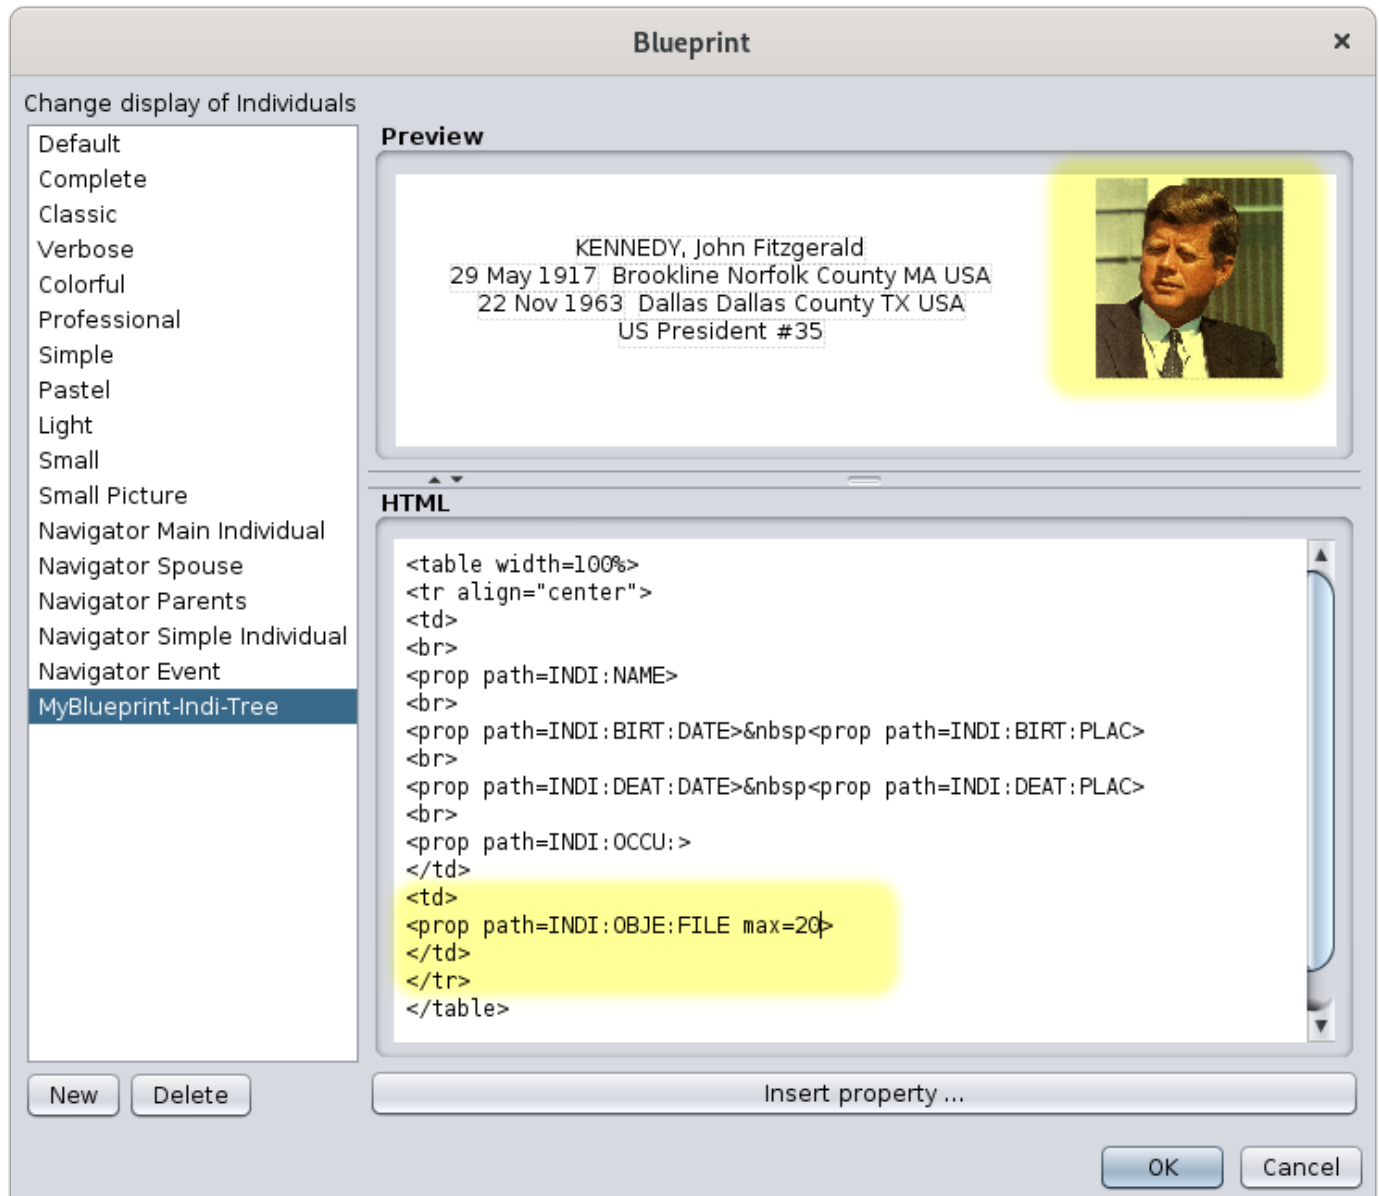 Blueprint
Change display of Individuals
Default
Complete
Classic
Verbose
Colorful
Professional
Simple
Pastel
Light
Small
Small Picture
Navigator Main Individual
Navigator Spouse
Navigator Parents
Navigator Simple Individual
Navigator Event
MyBlueprint-Indi-Tree
New
Delete
Preview
KENNEDY, John Fitzgerald
29 May 1917 Brookline Norfolk County MA USA
22 Nov 1963 Dallas Dallas County TX USA
US President #35
HTML
<table width=100%>
<tr align="center">
<td>
<br>
<prop path=INDI:NAME>
<br>
<prop path=INDI:BIRT:DATE>&nbsp<prop path=INDI:BIRT:PLAC>
<br>
<prop path=INDI:DEAT:DATE>&nbsp<prop path=INDI:DEAT:PLAC>
<br>
<prop path=INDI:OCCU:>
</td>
<td>
<prop path=INDI:OBJE:FILE max=20>
</td>
</tr>
</table>
Insert property ...
OK
Cancel